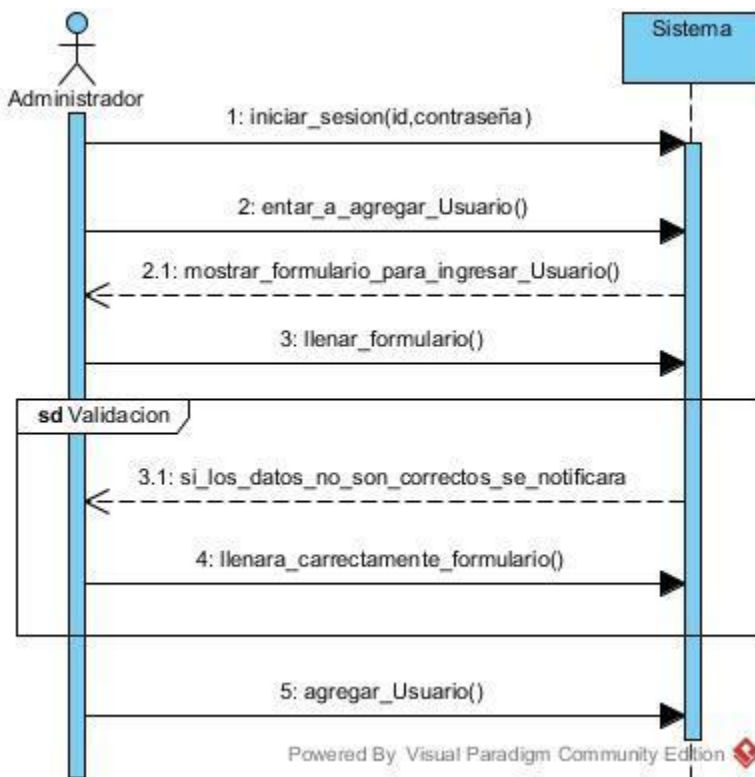 Sistema
Administrador
1: iniciar_sesion(id,contraseña)
2: entar_a_agregar_Usuario()
2.1: mostrar_formulario_para_ingresar_Usuario()
3: llenar_formulario()
sd Validacion
3.1: si_los_datos_no_son_correctos_se_notificara
4: llenara_carrectamente_formulario()
5: agregar_Usuario()
Powered By Visual Paradigm Community Edition